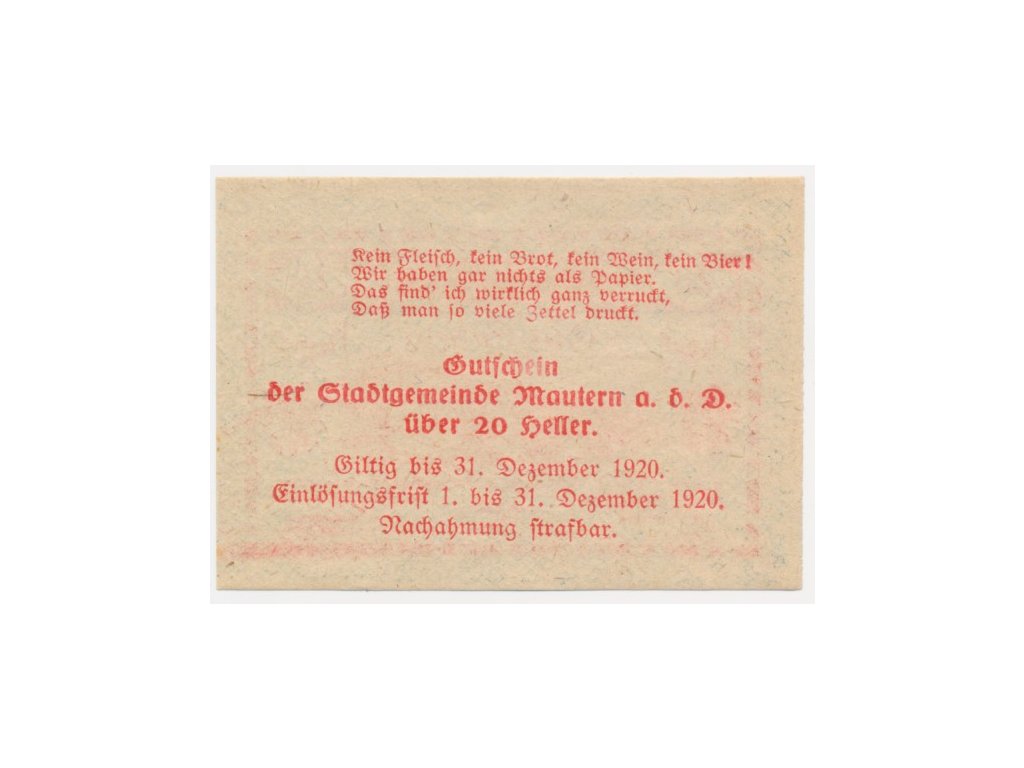 Kein Fleisch, kein Brot, kein Wein, kein Bier!
Wir haben gar nichts als Papier.
Das find' ich wirklich ganz verruckt,
Daß man so viele Zettel druckt.
Gutschein
der Stadtgemeinde Mautern a. d. D.
über 20 Heller.
Giltig bis 31. Dezember 1920.
Einlösungsfrist 1. bis 31. Dezember 1920.
Nachahmung strafbar.